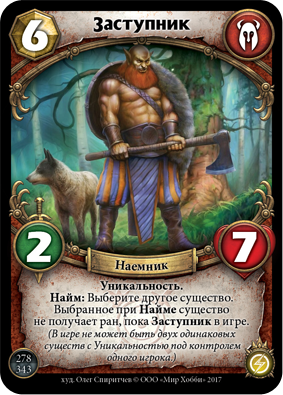 6
Заступник
2
7
Наемник
Уникальность.
Найм: Выберите другое существо.
Выбранное при Найме существо
не получает ран, пока Заступник в игре.
(В игре не может быть двух одинаковых
существ с Уникальностью под контролем
одного игрока.)
278
343
худ. Олег Спиритчев © ООО «Мир Хобби» 2017